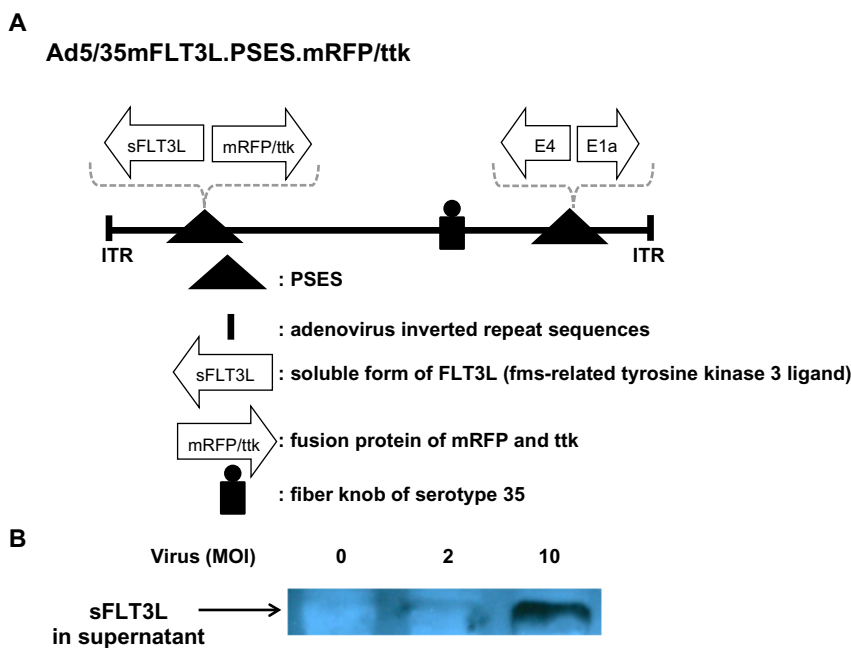 A
Ad5/35mFLT3L.PSES.mRFP/ttk
sFLT3L mRFP/ttk E4 E1a
ITR ITR
: PSES
: adenovirus inverted repeat sequences
sFLT3L : soluble form of FLT3L (fms-related tyrosine kinase 3 ligand)
mRFP/ttk : fusion protein of mRFP and ttk
: fiber knob of serotype 35
B
Virus (MOI) 0 2 10
sFLT3L
in supernatant